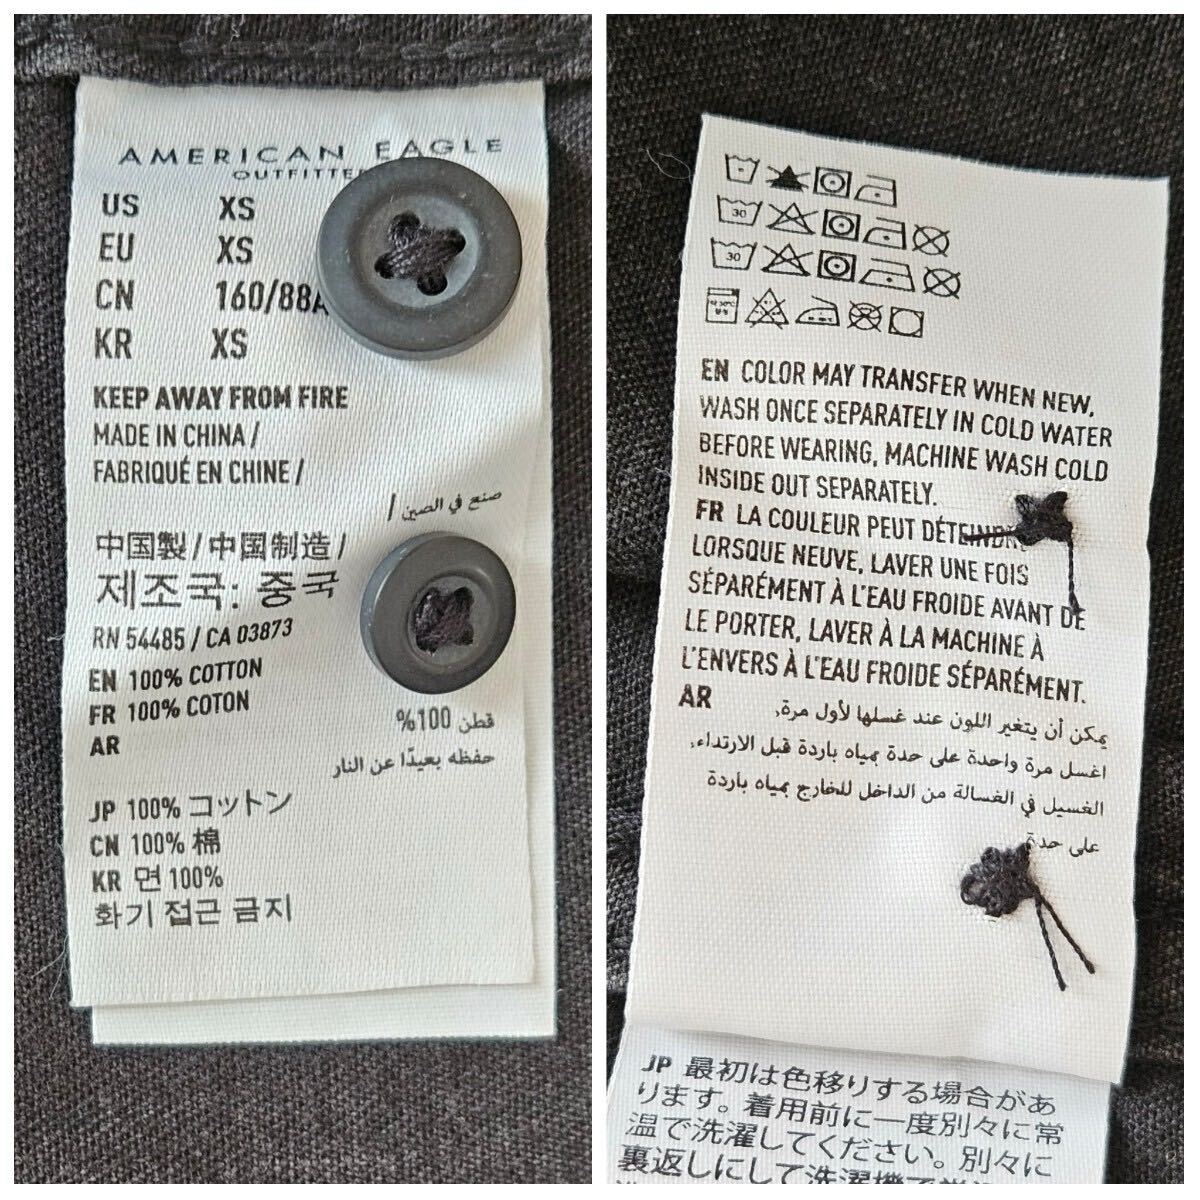 AMERICAN EAGLE
US XS
EU XS
CN 160/88A
KR XS
KEEP AWAY FROM FIRE
MADE IN CHINA /
FABRIQUÉ EN CHINE /
صنع في الصين /
中国製/中国制造/
제조국: 중국
RN 54485 / CA 03873
EN 100% COTTON
FR 100% COTON
AR
قطن 100%
حفظه بعيدًا عن النار
JP 100% コットン
CN 100% 棉
KR 면 100%
화기 접근 금지
30
30
EN COLOR MAY TRANSFER WHEN NEW,
WASH ONCE SEPARATELY IN COLD WATER
BEFORE WEARING, MACHINE WASH COLD
INSIDE OUT SEPARATELY.
FR LA COULEUR PEUT
LORSQUE NEUVE, LAVER UNE FOIS
SÉPARÉMENT À L'EAU FROIDE AVANT DE
LE PORTER, LAVER À LA MACHINE À
L'ENVERS À L'EAU FROIDE SÉPARÉMENT.
AR
يمكن أن يتغير اللون عند غسلها لأول مرة,
اغسل مرة واحدة على حدة بمياه باردة قبل الارتداء,
الغسيل في الغسالة من الداخل للخارج بمياه باردة
على حدة
JP 最初は色移りする場合があ
ります。着用前に一度別々に常
温で洗濯してください。別々に
裏返しにして洗濯機で